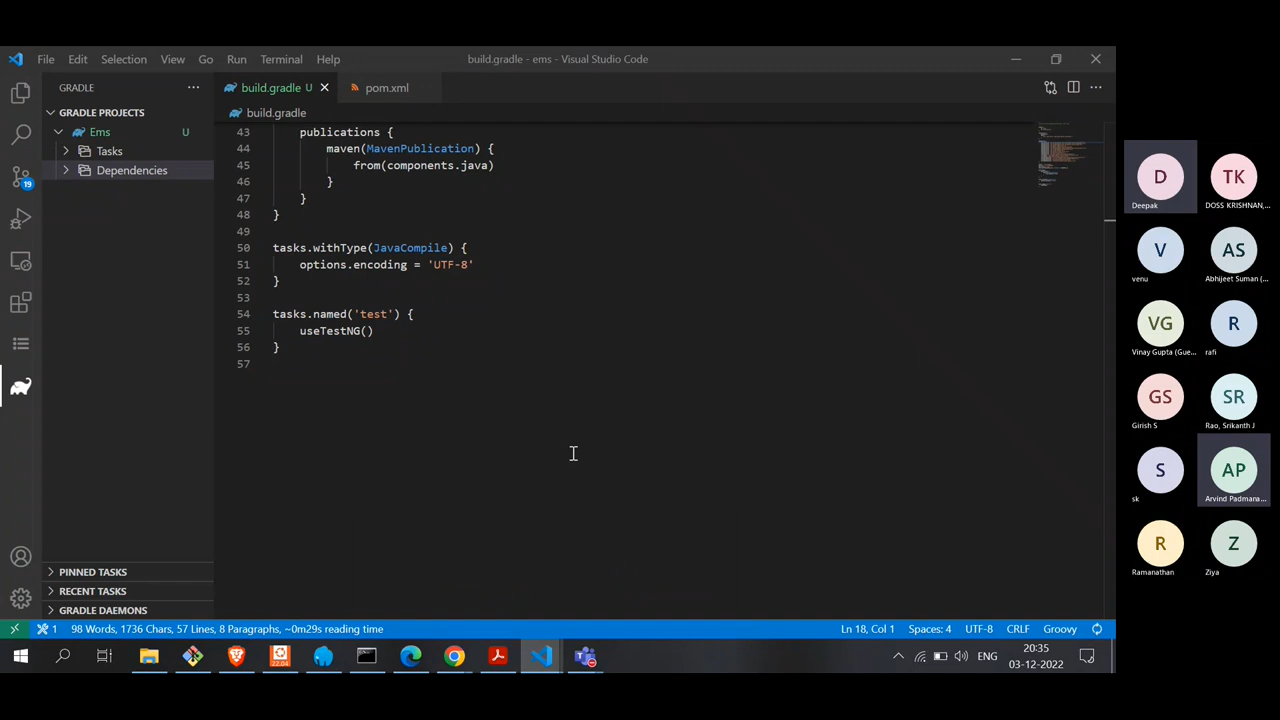 File Edit Selection View Go Run Terminal Help
build.gradle - ems - Visual Studio Code
GRADLE
build.gradle U
pom.xml
GRADLE PROJECTS
build.gradle
Ems U
Tasks
Dependencies
43 publications {
44 maven(MavenPublication) {
45 from(components.java)
46 }
47 }
48 }
49
50 tasks.withType(JavaCompile) {
51 options.encoding = 'UTF-8'
52 }
53
54 tasks.named('test') {
55 useTestNG()
56 }
57
19
PINNED TASKS
RECENT TASKS
GRADLE DAEMONS
1 98 Words, 1736 Chars, 57 Lines, 8 Paragraphs, ~0m29s reading time
Ln 18, Col 1 Spaces: 4 UTF-8 CRLF Groovy
22:04
ENG
20:35
03-12-2022
D TK
Deepak DOSS KRISHNAN,...
V AS
venu Abhijeet Suman (...
VG R
Vinay Gupta (Gue... rafi
GS SR
Girish S Rao, Srikanth J
S AP
sk Arvind Padmana...
R Z
Ramanathan Ziya